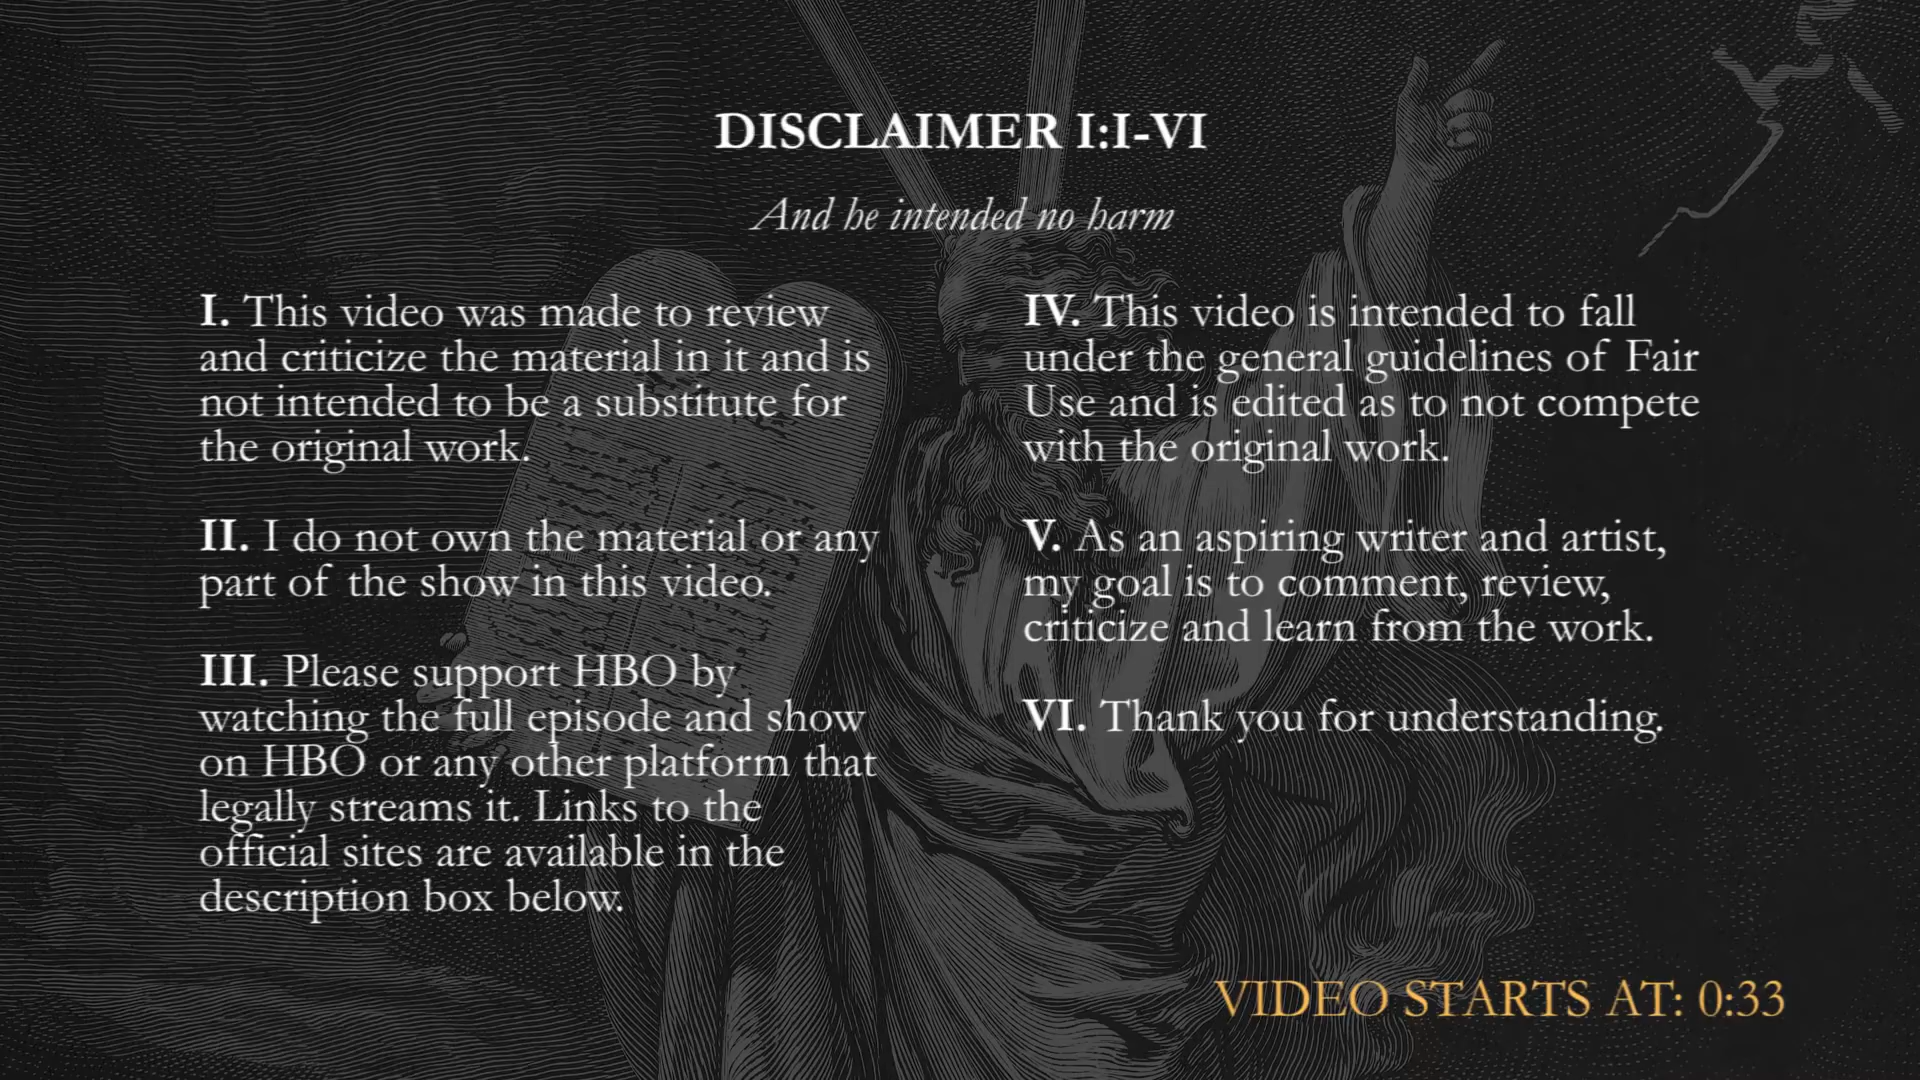 DISCLAIMER I:I-VI
And he intended no harm
I. This video was made to review
and criticize the material in it and is
not intended to be a substitute for
the original work.
II. I do not own the material or any
part of the show in this video.
III. Please support HBO by
watching the full episode and show
on HBO or any other platform that
legally streams it. Links to the
official sites are available in the
description box below.
IV. This video is intended to fall
under the general guidelines of Fair
Use and is edited as to not compete
with the original work.
V. As an aspiring writer and artist,
my goal is to comment, review,
criticize and learn from the work.
VI. Thank you for understanding.
VIDEO STARTS AT: 0:33